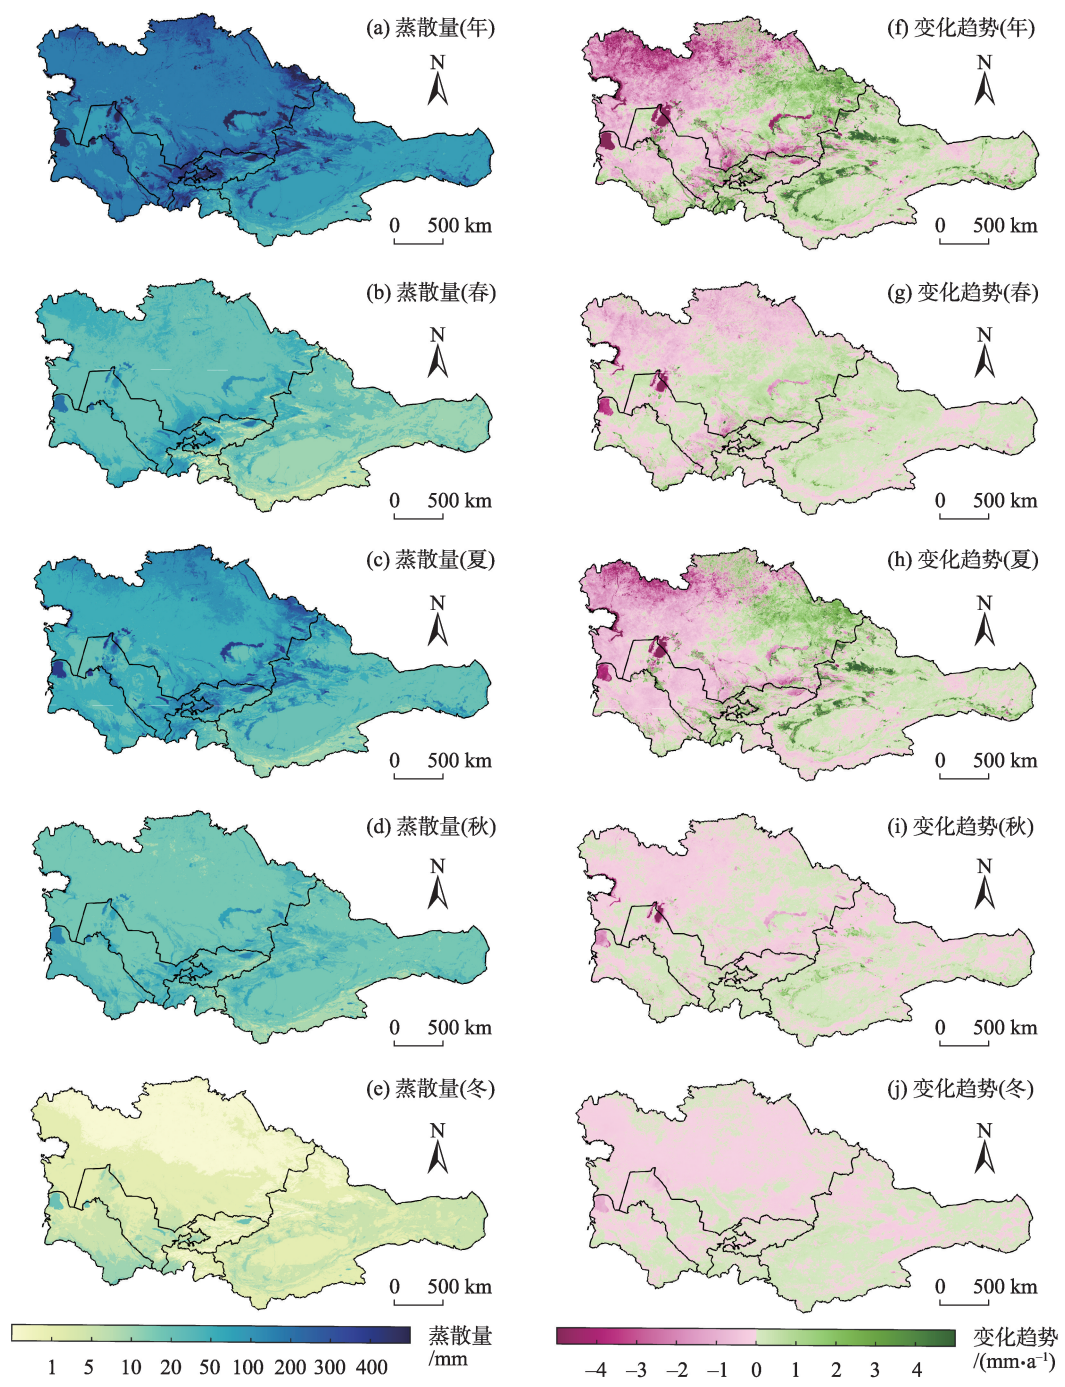 (a) 蒸散量(年)
N
0 500 km
(f) 变化趋势(年)
N
0 500 km
(b) 蒸散量(春)
N
0 500 km
(g) 变化趋势(春)
N
0 500 km
(c) 蒸散量(夏)
N
0 500 km
(h) 变化趋势(夏)
N
0 500 km
(d) 蒸散量(秋)
N
0 500 km
(i) 变化趋势(秋)
N
0 500 km
(e) 蒸散量(冬)
N
0 500 km
(j) 变化趋势(冬)
N
0 500 km
1 5 10 20 50 100 200 300 400
蒸散量
/mm
−4 −3 −2 −1 0 1 2 3 4
变化趋势
/(mm•a⁻¹)